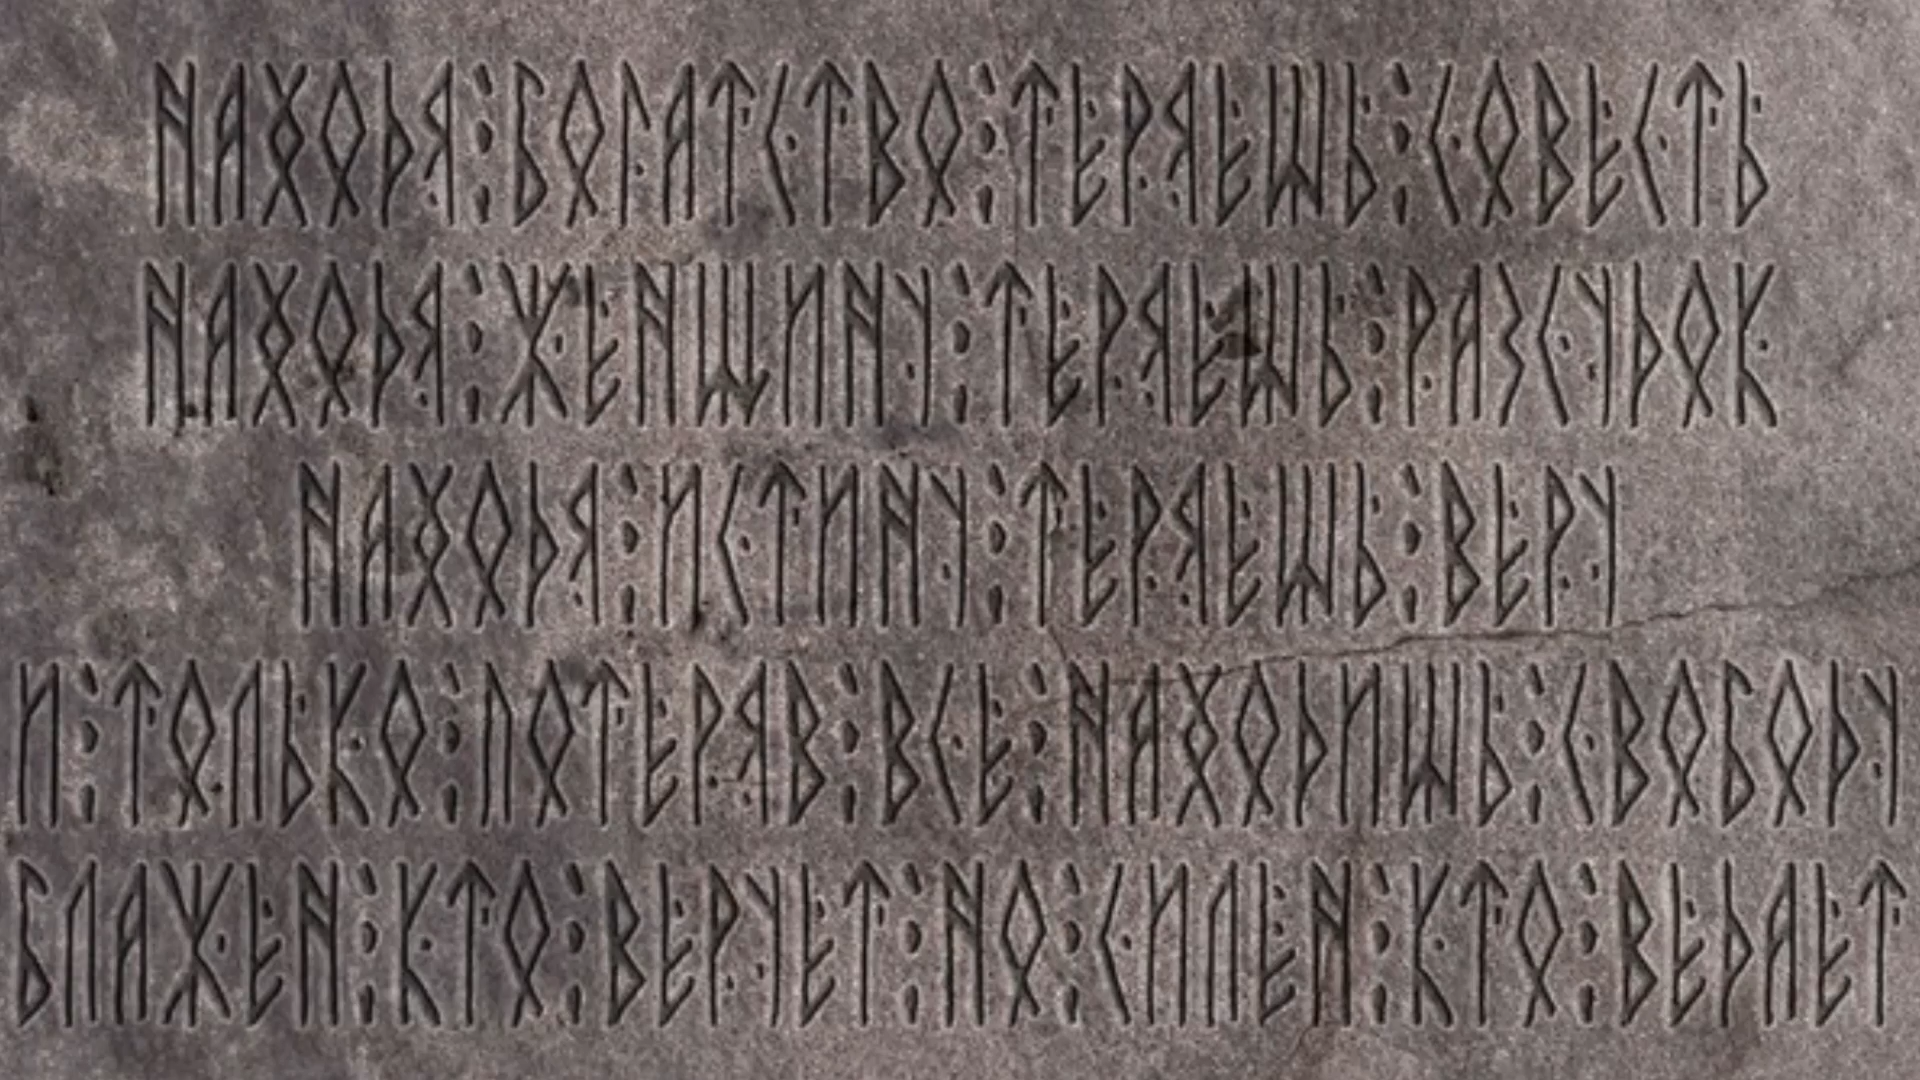 НАХОДЯ:БОГАТСТВО:ТЕРЯЕШЬ:СОВЕСТЬ
НАХОДЯ:ЖЕНЩИНУ:ТЕРЯЕШЬ:РАЗСУДОК
НАХОДЯ:ИСТИНУ:ТЕРЯЕШЬ:ВЕРУ
И:ТОЛЬКО:ПОТЕРЯВ:ВСЕ:НАХОДИШЬ:СВОБОДУ
БЛАЖЕН:КТО:ВЕРУЕТ:НО:СИЛЕН:КТО:ВЕДАЕТ